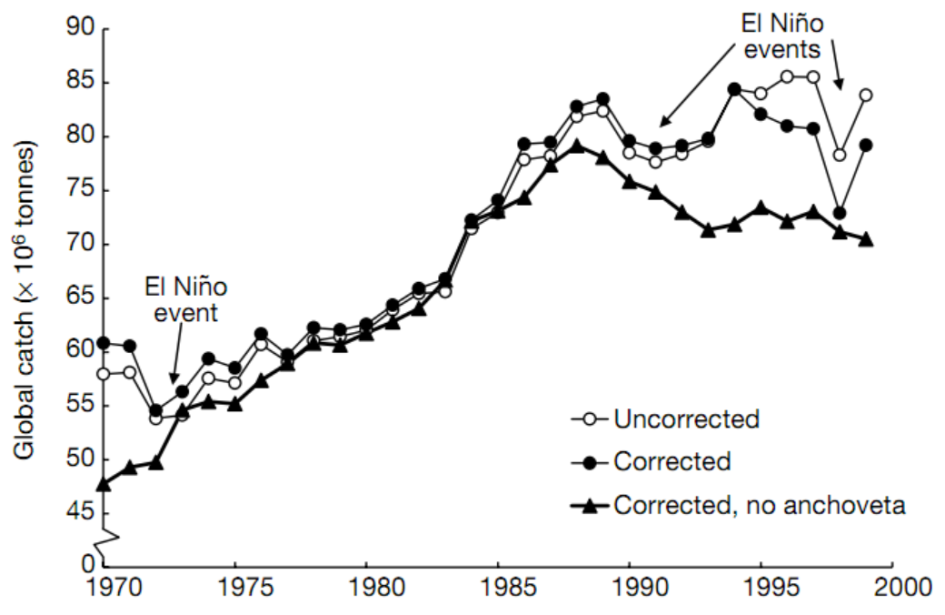 90
85
80
75
70
65
60
55
50
45
0
Global catch (× 10⁶ tonnes)
El Niño
events
El Niño
event
Uncorrected
Corrected
Corrected, no anchoveta
1970 1975 1980 1985 1990 1995 2000